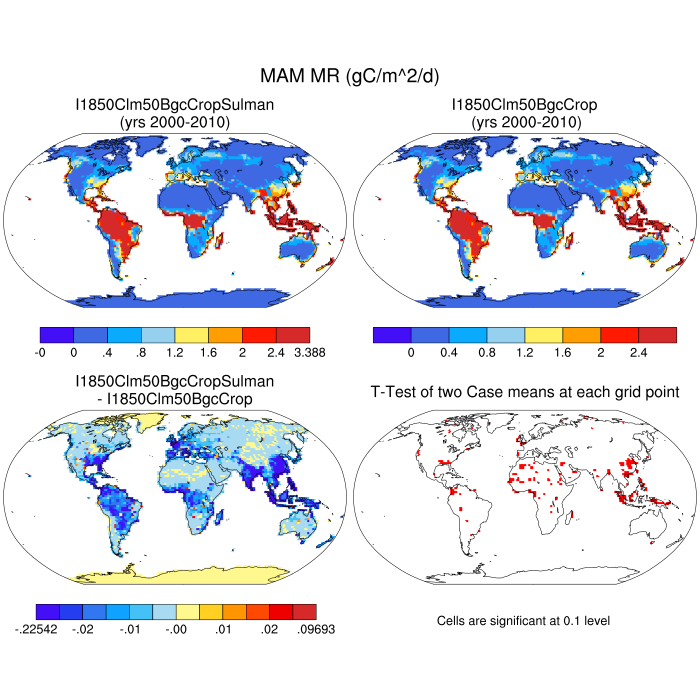 MAM MR (gC/m^2/d)
I1850Clm50BgcCropSulman
(yrs 2000-2010)
I1850Clm50BgcCrop
(yrs 2000-2010)
-0 0 .4 .8 1.2 1.6 2 2.4 3.388
0 0.4 0.8 1.2 1.6 2 2.4
I1850Clm50BgcCropSulman
- I1850Clm50BgcCrop
T-Test of two Case means at each grid point
-.22542 -.02 -.01 -.00 .01 .02 .09693
Cells are significant at 0.1 level